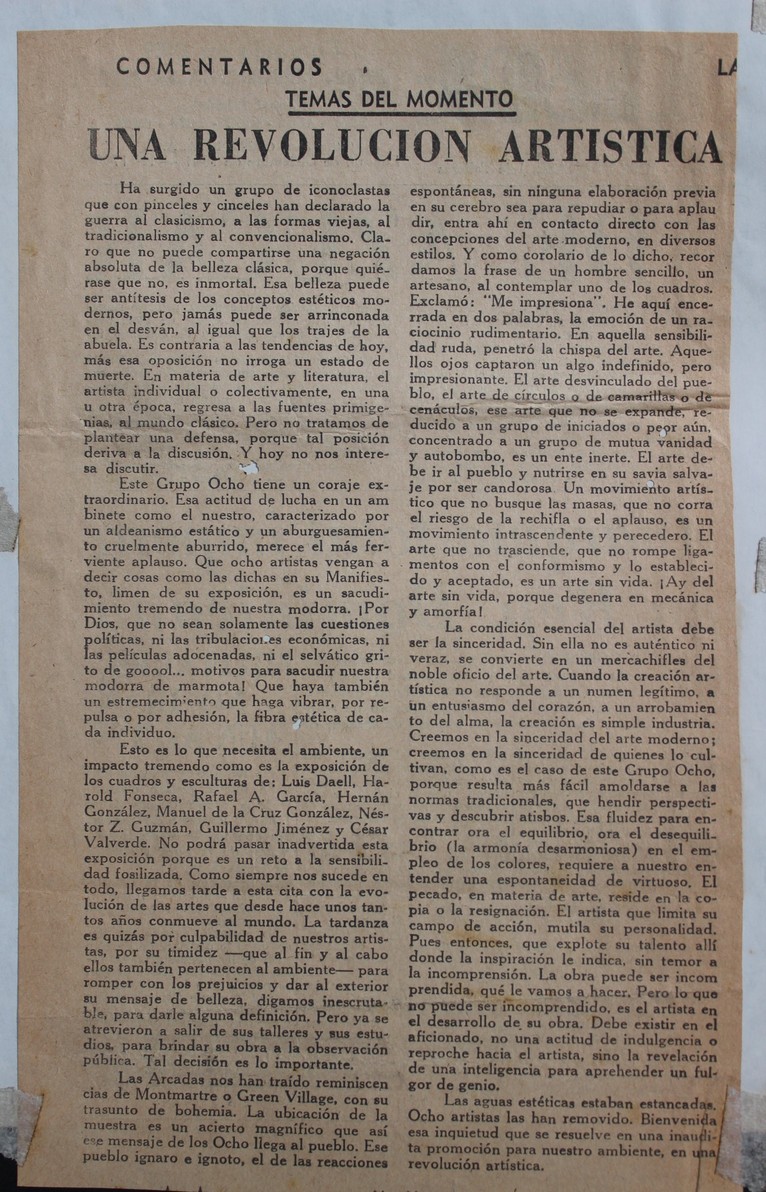 COMENTARIOS
LA
TEMAS DEL MOMENTO
UNA REVOLUCION ARTISTICA
Ha surgido un grupo de iconoclastas
que con pinceles y cinceles han declarado la
guerra al clasicismo, a las formas viejas, al
tradicionalismo y al convencionalismo. Cla-
ro que no puede compartirse una negación
absoluta de la belleza clásica, porque quié-
rase que no, es inmortal. Esa belleza puede
ser antítesis de los conceptos estéticos mo-
dernos, pero jamás puede ser arrinconada
en el desván, al igual que los trajes de la
abuela. Es contraria a las tendencias de hoy,
más esa oposición no irroga un estado de
muerte. En materia de arte y literatura, el
artista individual o colectivamente, en una
u otra época, regresa a las fuentes primige-
nias, al mundo clásico. Pero no tratamos de
plantear una defensa, porque tal posición
deriva a la discusión. Y hoy no nos intere-
sa discutir.
Este Grupo Ocho tiene un coraje ex-
traordinario. Esa actitud de lucha en un am
binete como el nuestro, caracterizado por
un aldeanismo estático y un aburguesamien-
to cruelmente aburrido, merece el más fer-
viente aplauso. Que ocho artistas vengan a
decir cosas como las dichas en su Manifies-
to, limen de su exposición, es un sacudi-
miento tremendo de nuestra modorra. ¡Por
Dios, que no sean solamente las cuestiones
políticas, ni las tribulaciones económicas, ni
las películas adocenadas, ni el selvático gri-
to de gooool... motivos para sacudir nuestra
modorra de marmota! Que haya también
un estremecimiento que haga vibrar, por re-
pulsa o por adhesión, la fibra estética de ca-
da individuo.
Esto es lo que necesita el ambiente, un
impacto tremendo como es la exposición de
los cuadros y esculturas de: Luis Daell, Ha-
rold Fonseca, Rafael A. García, Hernán
González, Manuel de la Cruz González, Nés-
tor Z. Guzmán, Guillermo Jiménez y César
Valverde. No podrá pasar inadvertida esta
exposición porque es un reto a la sensibili-
dad fosilizada. Como siempre nos sucede en
todo, llegamos tarde a esta cita con la evo-
lución de las artes que desde hace unos tan-
tos años conmueve al mundo. La tardanza
es quizás por culpabilidad de nuestros artis-
tas, por su timidez —que al fin y al cabo
ellos también pertenecen al ambiente— para
romper con los prejuicios y dar al exterior
su mensaje de belleza, digamos inescruta-
ble, para darle alguna definición. Pero ya se
atrevieron a salir de sus talleres y sus estu-
dios, para brindar su obra a la observación
pública. Tal decisión es lo importante.
Las Arcadas nos han traído reminiscen
cias de Montmartre o Green Village, con su
trasunto de bohemia. La ubicación de la
muestra es un acierto magnífico que así
ese mensaje de los Ocho llega al pueblo. Ese
pueblo ignaro e ignoto, el de las reacciones
espontáneas, sin ninguna elaboración previa
en su cerebro sea para repudiar o para aplau
dir, entra ahí en contacto directo con las
concepciones del arte moderno, en diversos
estilos. Y como corolario de lo dicho, recor
damos la frase de un hombre sencillo, un
artesano, al contemplar uno de los cuadros.
Exclamó: "Me impresiona". He aquí ence-
rrada en dos palabras, la emoción de un ra-
ciocinio rudimentario. En aquella sensibili-
dad ruda, penetró la chispa del arte. Aque-
llos ojos captaron un algo indefinido, pero
impresionante. El arte desvinculado del pue-
blo, el arte de círculos o de camarillas o de
cenáculos, ese arte que no se expande, re-
ducido a un grupo de iniciados o peor aún,
concentrado a un grupo de mutua vanidad
y autobombo, es un ente inerte. El arte de-
be ir al pueblo y nutrirse en su savia salva-
je por ser candorosa. Un movimiento artís-
tico que no busque las masas, que no corra
el riesgo de la rechifla o el aplauso, es un
movimiento intrascendente y perecedero. El
arte que no trasciende, que no rompe liga-
mentos con el conformismo y lo estableci-
do y aceptado, es un arte sin vida. ¡Ay del
arte sin vida, porque degenera en mecánica
y amorfía!
La condición esencial del artista debe
ser la sinceridad. Sin ella no es auténtico ni
veraz, se convierte en un mercachifles del
noble oficio del arte. Cuando la creación ar-
tística no responde a un numen legítimo, a
un entusiasmo del corazón, a un arrobamien
to del alma, la creación es simple industria.
Creemos en la sinceridad del arte moderno;
creemos en la sinceridad de quienes lo cul-
tivan, como es el caso de este Grupo Ocho,
porque resulta más fácil amoldarse a las
normas tradicionales, que hendir perspecti-
vas y descubrir atisbos. Esa fluidez para en-
contrar ora el equilibrio, ora el desequili-
brio (la armonía desarmoniosa) en el em-
pleo de los colores, requiere a nuestro en-
tender una espontaneidad de virtuoso. El
pecado, en materia de arte, reside en la co-
pia o la resignación. El artista que limita su
campo de acción, mutila su personalidad.
Pues entonces, que explote su talento allí
donde la inspiración le indica, sin temor a
la incomprensión. La obra puede ser incom
prendida, qué le vamos a hacer. Pero lo que
no puede ser incomprendido, es el artista en
el desarrollo de su obra. Debe existir en el
aficionado, no una actitud de indulgencia o
reproche hacia el artista, sino la revelación
de una inteligencia para aprehender un ful-
gor de genio.
Las aguas estéticas estaban estancadas.
Ocho artistas las han removido. Bienvenida
esa inquietud que se resuelve en una inaudi-
ta promoción para nuestro ambiente, en una
revolución artística.